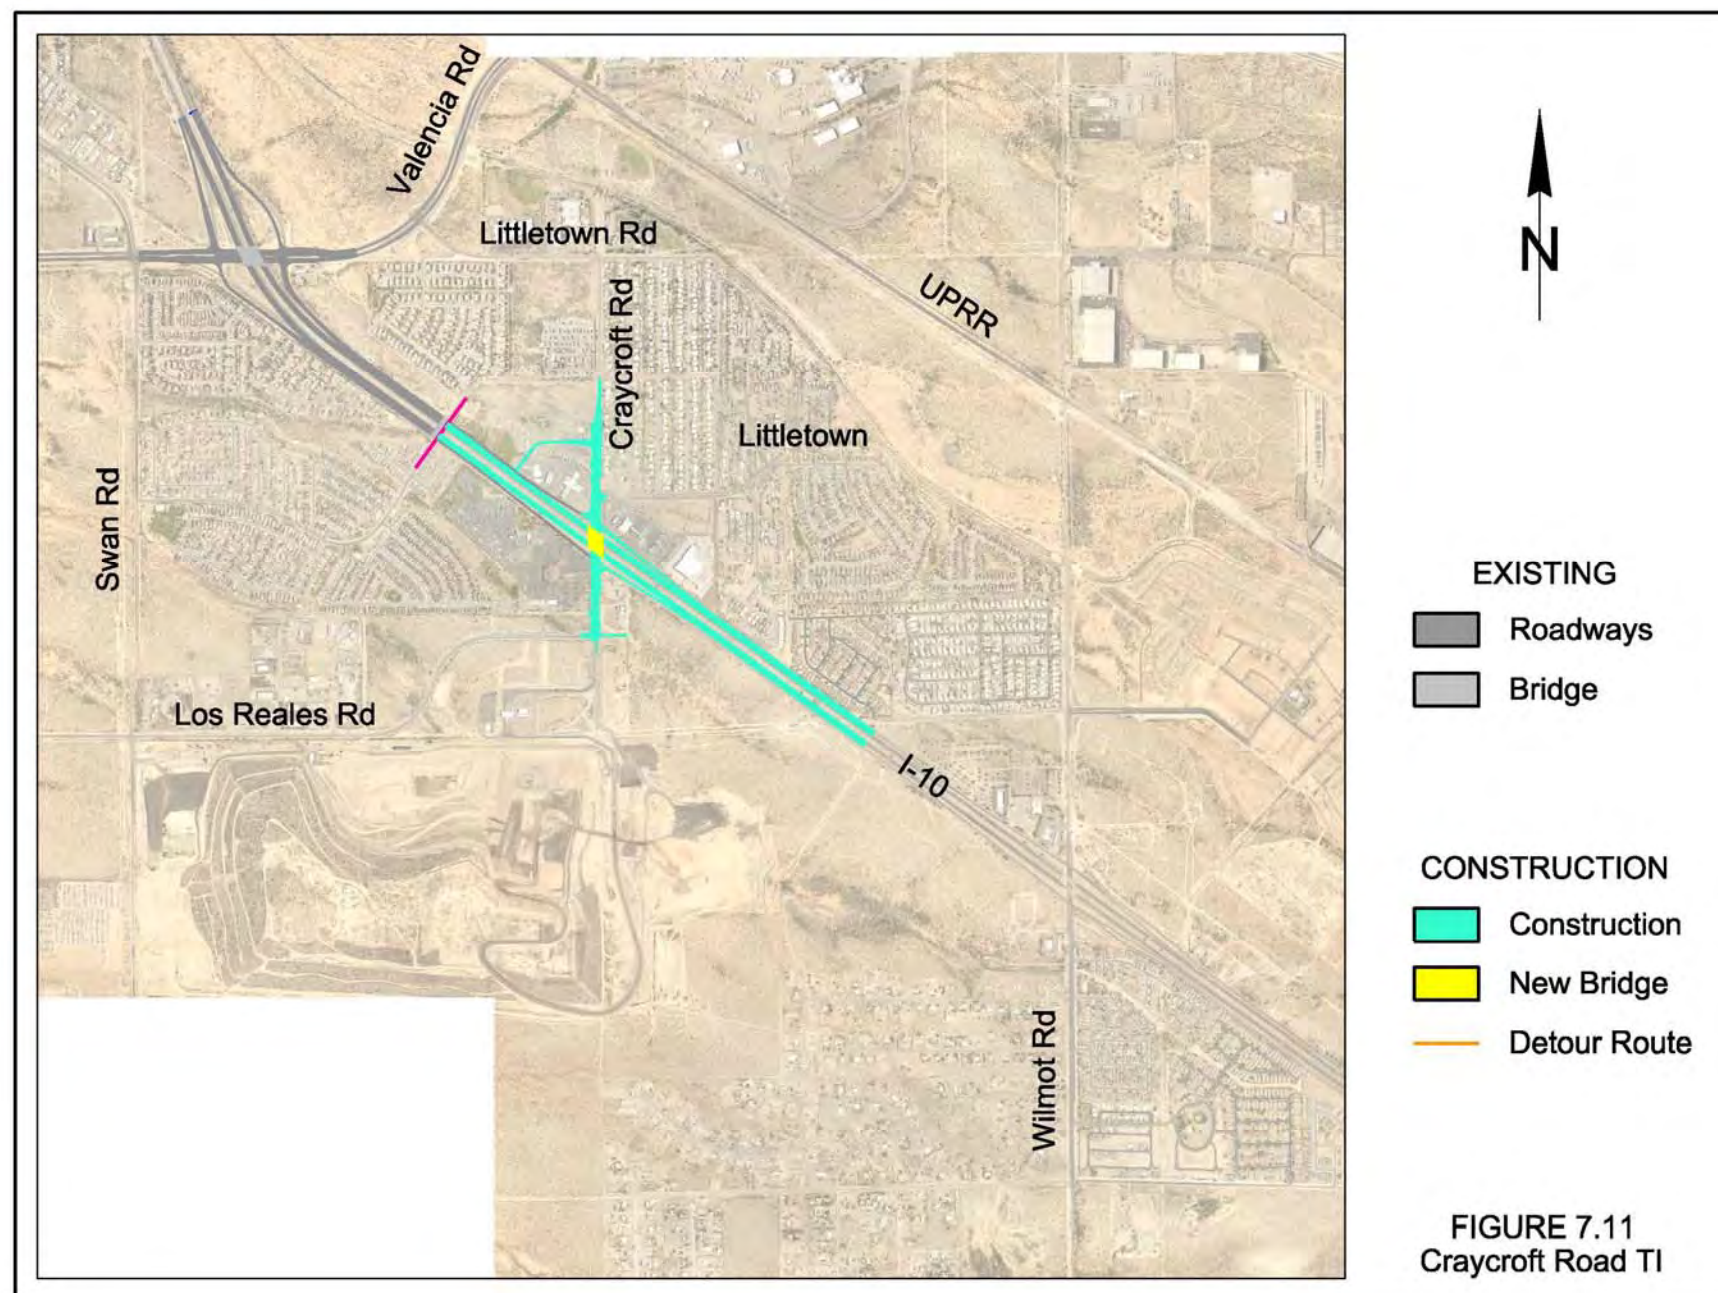 Valencia Rd
Littletown Rd
Craycroft Rd
UPRR
N
Littletown
Swan Rd
Los Reales Rd
I-10
Wilmot Rd
EXISTING
Roadways
Bridge
CONSTRUCTION
Construction
New Bridge
Detour Route
FIGURE 7.11
Craycroft Road TI